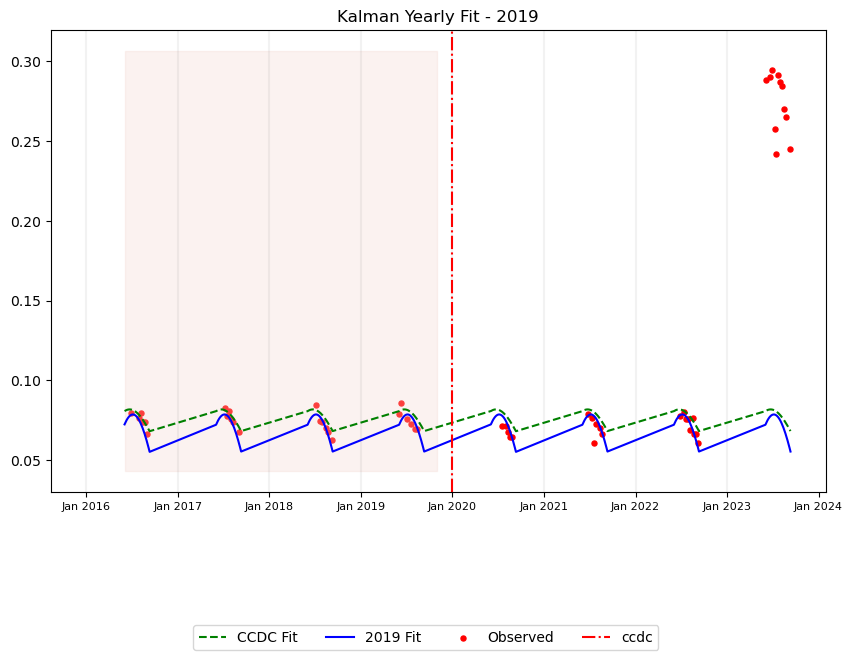 Kalman Yearly Fit - 2019
0.30
0.25
0.20
0.15
0.10
0.05
Jan 2016 Jan 2017 Jan 2018 Jan 2019 Jan 2020 Jan 2021 Jan 2022 Jan 2023 Jan 2024
CCDC Fit 2019 Fit Observed ccdc